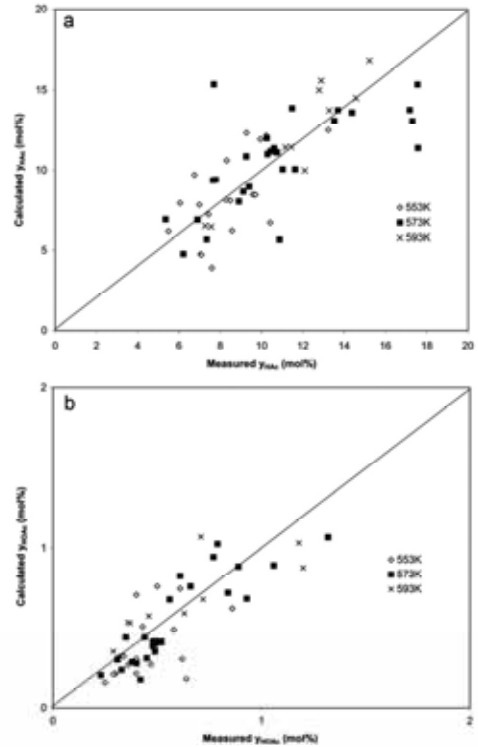 a
20
15
10
5
0
Calculated yHAc (mol%)
553K
573K
593K
0 2 4 6 8 10 12 14 16 18 20
Measured yHAc (mol%)
b
2
1
0
Calculated yHOAc (mol%)
553K
573K
593K
0 1 2
Measured yHOAc (mol%)